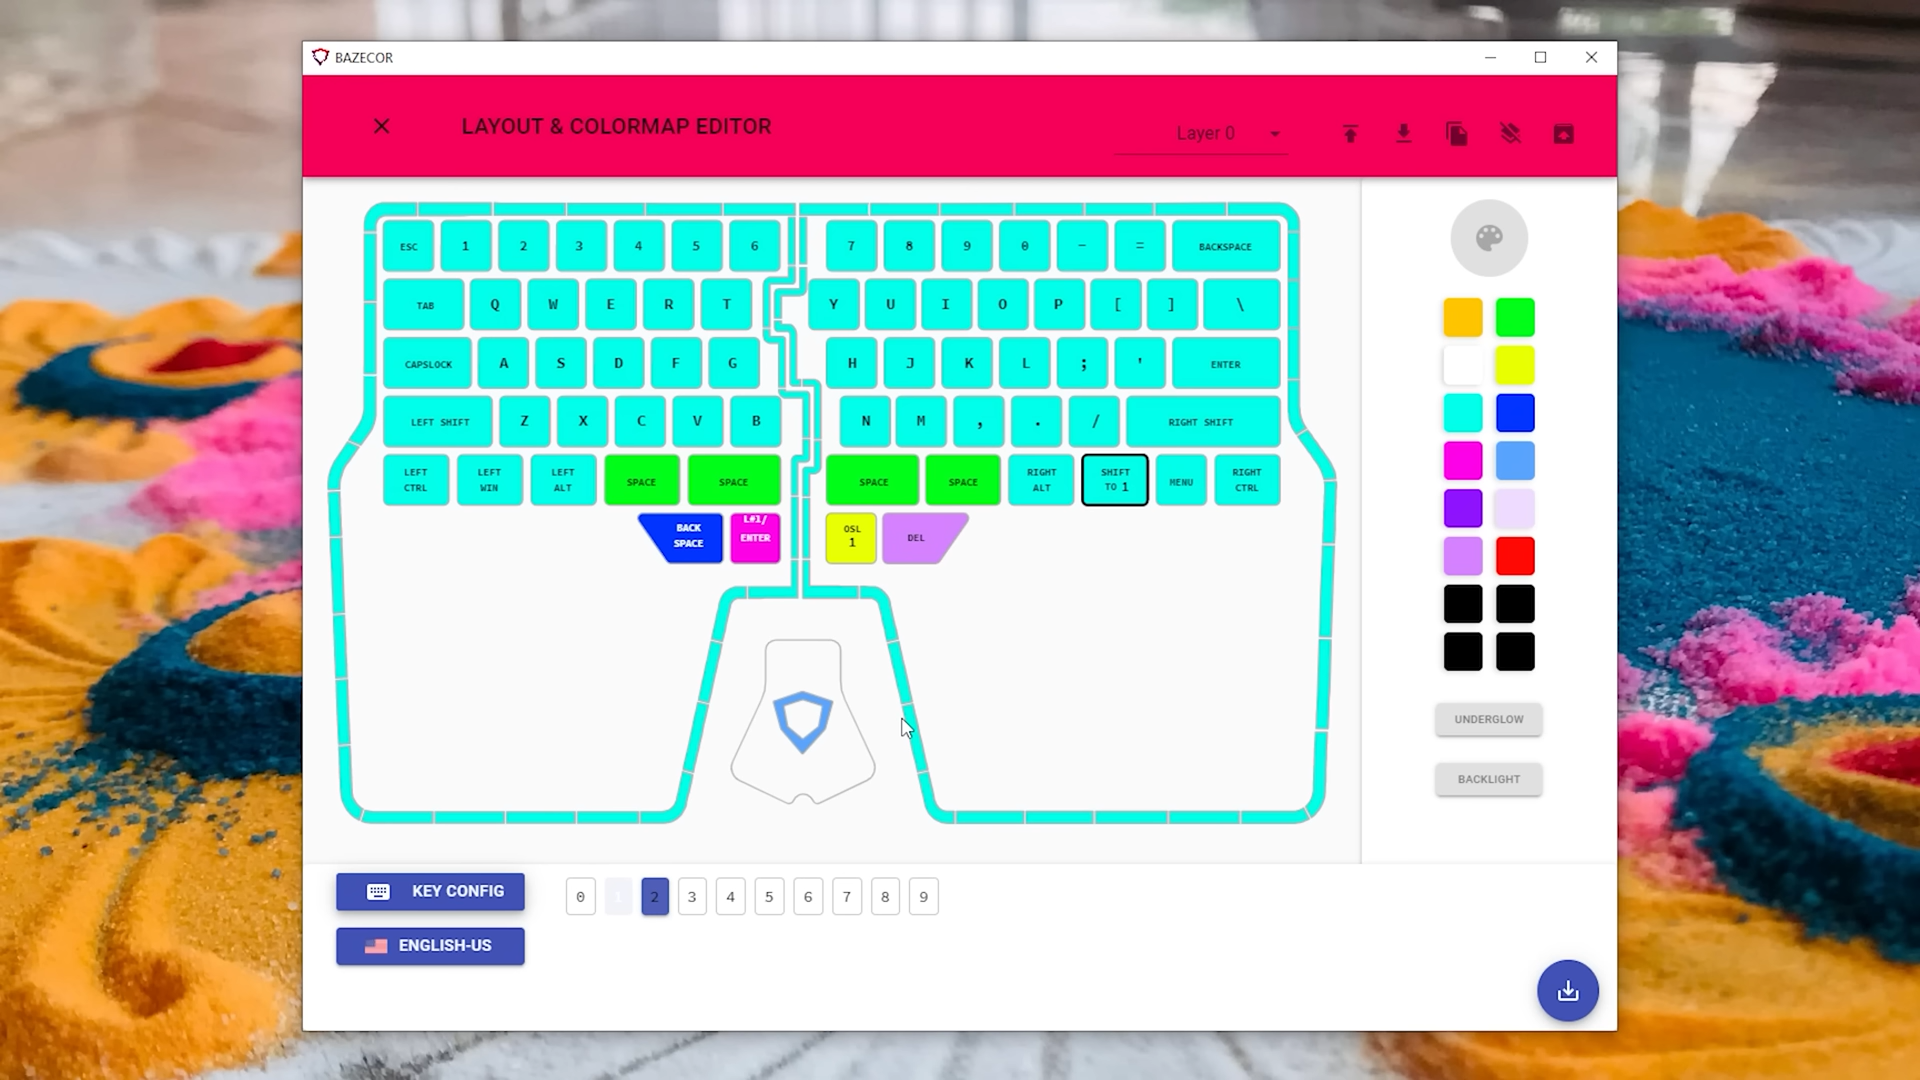 BAZECOR
LAYOUT & COLORMAP EDITOR
Layer 0
ESC 1 2 3 4 5 6 7 8 9 0 - = BACKSPACE
TAB Q W E R T Y U I O P [ ] \
CAPSLOCK A S D F G H J K L ; ' ENTER
LEFT SHIFT Z X C V B N M , . / RIGHT SHIFT
LEFT CTRL LEFT WIN LEFT ALT SPACE SPACE SPACE SPACE RIGHT ALT SHIFT TO 1 MENU RIGHT CTRL
BACK SPACE L#1/ ENTER OSL 1 DEL
UNDERGLOW
BACKLIGHT
KEY CONFIG
0 1 2 3 4 5 6 7 8 9
ENGLISH-US